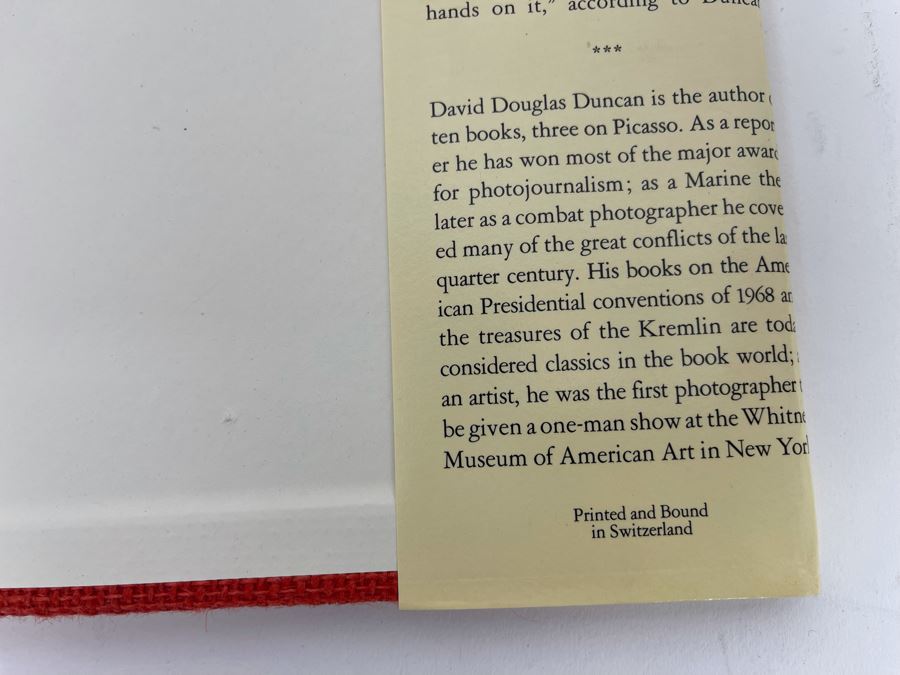 hands on it,” according to Duncan
***
David Douglas Duncan is the author
ten books, three on Picasso. As a repor
er he has won most of the major award
for photojournalism; as a Marine the
later as a combat photographer he cove
ed many of the great conflicts of the la
quarter century. His books on the Ame
ican Presidential conventions of 1968 an
the treasures of the Kremlin are toda
considered classics in the book world;
an artist, he was the first photographer
be given a one-man show at the Whitne
Museum of American Art in New Yor
Printed and Bound
in Switzerland